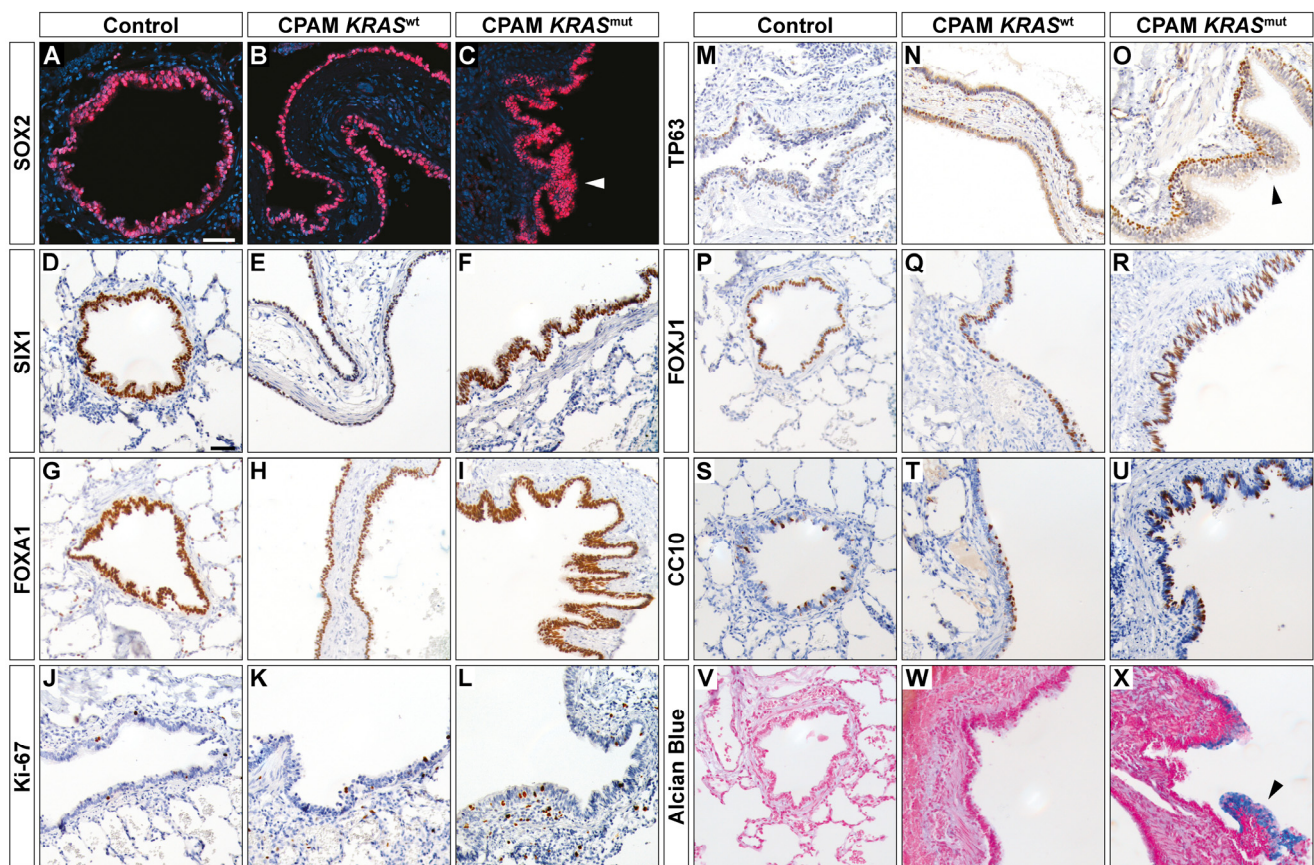 Control CPAM KRASwt CPAM KRASmut Control CPAM KRASwt CPAM KRASmut
SOX2 A B C TP63 M N O
SIX1 D E F FOXJ1 P Q R
FOXA1 G H I CC10 S T U
Ki-67 J K L Alcian Blue V W X